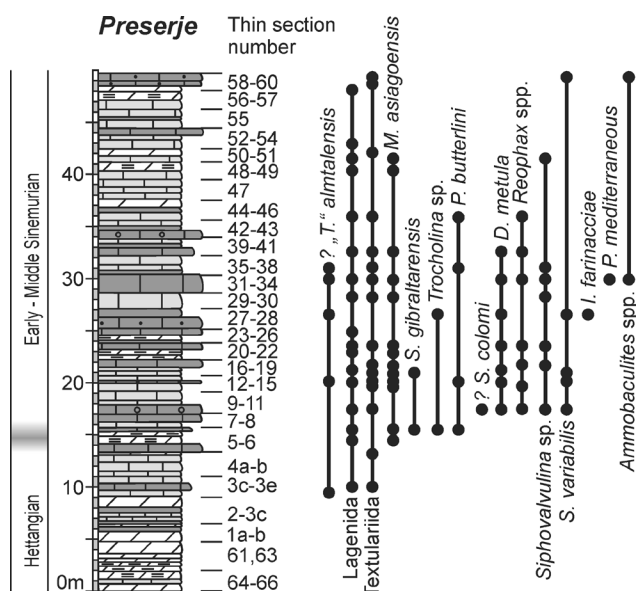 Preserje
Thin section
number
58-60
56-57
55
52-54
50-51
48-49
47
44-46
42-43
39-41
35-38
31-34
29-30
27-28
23-26
20-22
16-19
12-15
9-11
7-8
5-6
4a-b
3c-3e
2-3c
1a-b
61,63
64-66
40
30
20
10
0m
Early - Middle Sinemurian
Hettangian
? „T.“ almtalensis
Lagenida
Textulariida
M. asiagoensis
S. gibraltarensis
Trocholina sp.
P. butterlini
? S. colomi
D. metula
Reophax spp.
Siphovalvulina sp.
S. variabilis
I. farinacciae
P. mediterraneous
Ammobaculites spp.